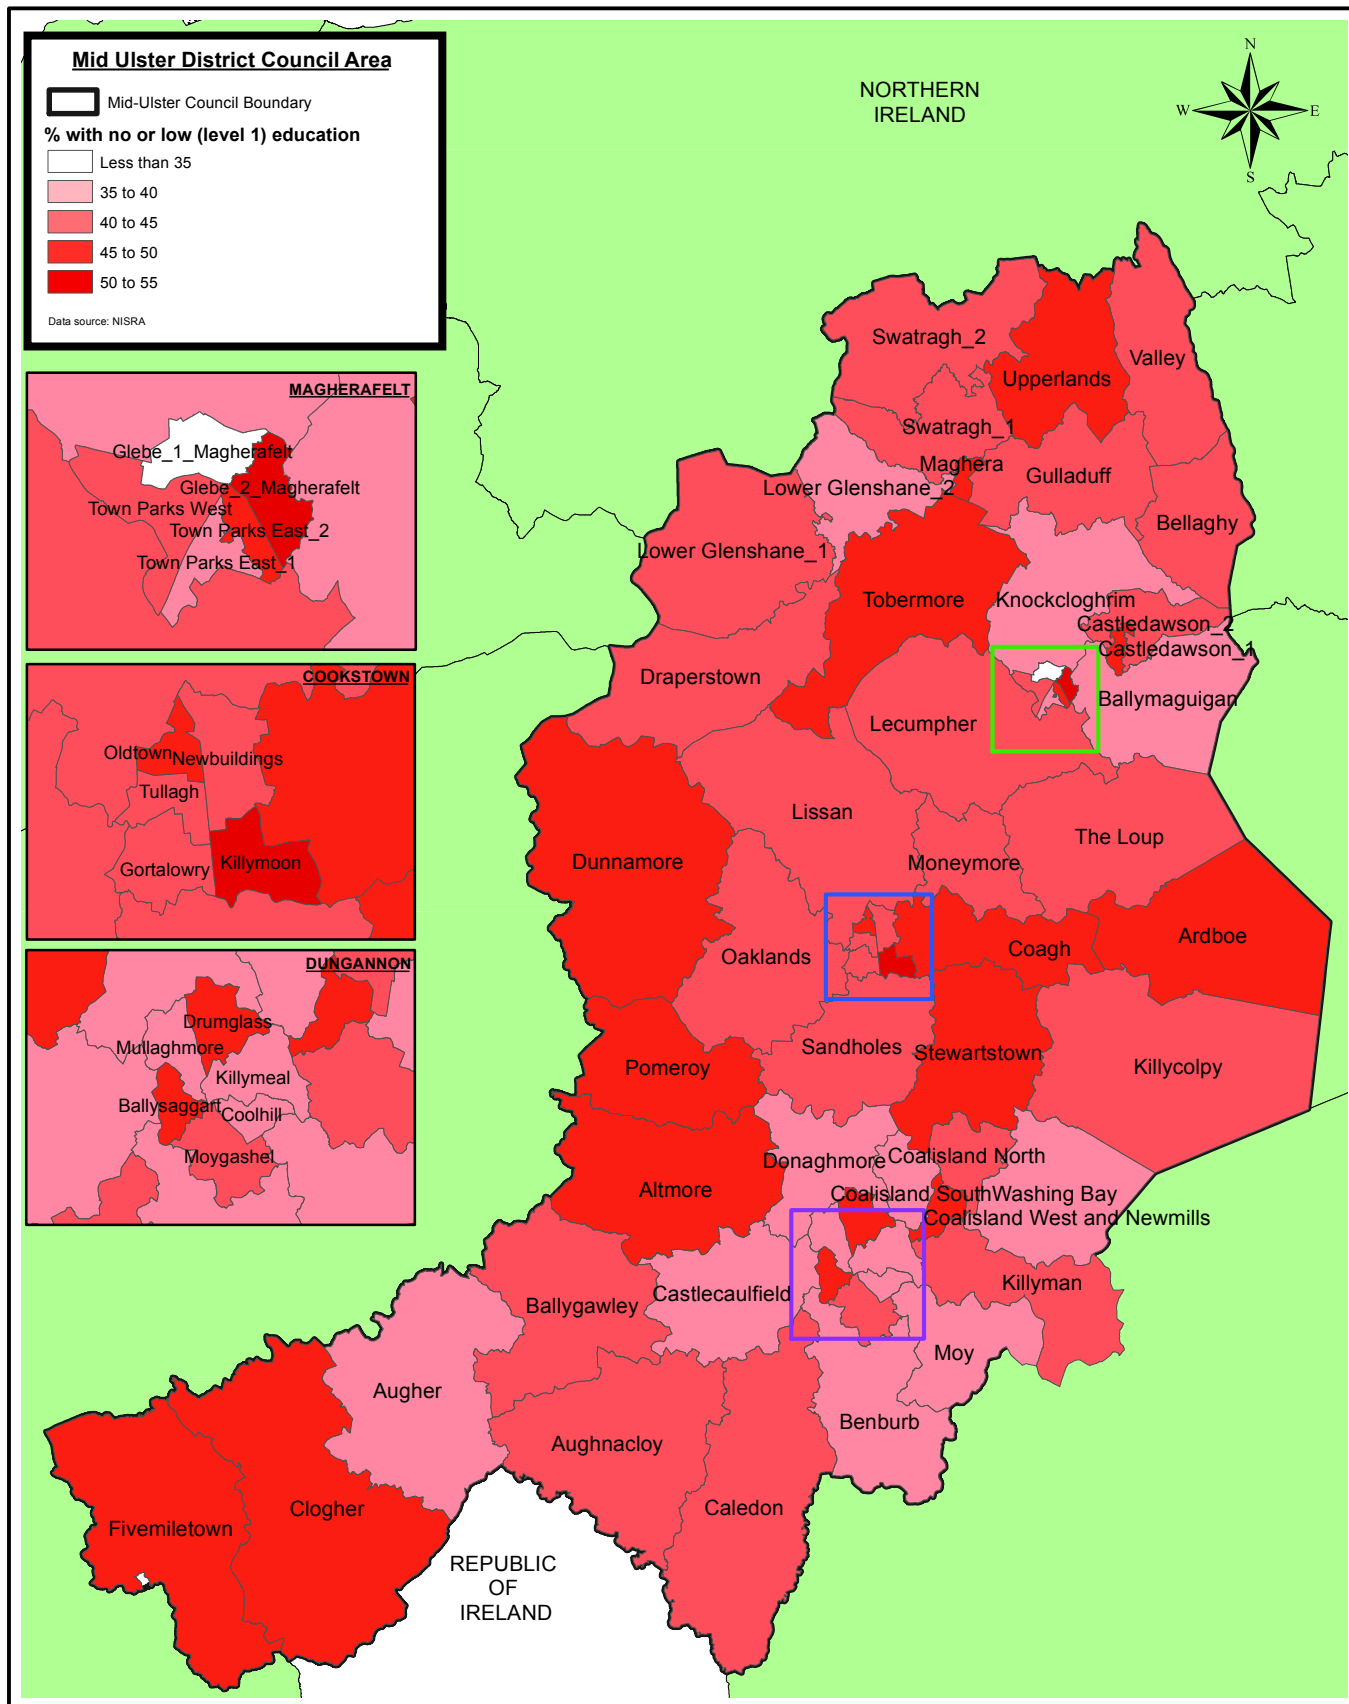 Mid Ulster District Council Area
Mid-Ulster Council Boundary
% with no or low (level 1) education
Less than 35
35 to 40
40 to 45
45 to 50
50 to 55
Data source: NISRA
NORTHERN
IRELAND
N
W
E
S
MAGHERAFELT
Glebe_1_Magherafelt
Glebe_2_Magherafelt
Town Parks West
Town Parks East_2
Town Parks East_1
COOKSTOWN
Oldtown
Newbuildings
Tullagh
Gortalowry
Killymoon
DUNGANNON
Drumglass
Mullaghmore
Killymeal
Ballysaggart
Coolhill
Moygashel
Swatragh_2
Valley
Upperlands
Swatragh_1
Maghera
Gulladuff
Lower Glenshane_2
Bellaghy
Lower Glenshane_1
Tobermore
Knockcloghrim
Castledawson_2
Castledawson_1
Draperstown
Ballymaguigan
Lecumpher
Lissan
The Loup
Dunnamore
Moneymore
Ardboe
Oaklands
Coagh
Sandholes
Stewartstown
Pomeroy
Killycolpy
Donaghmore
Coalisland North
Altmore
Coalisland South
Washing Bay
Coalisland West and Newmills
Killyman
Castlecaulfield
Ballygawley
Moy
Augher
Benburb
Aughnacloy
Caledon
Clogher
Fivemiletown
REPUBLIC
OF
IRELAND